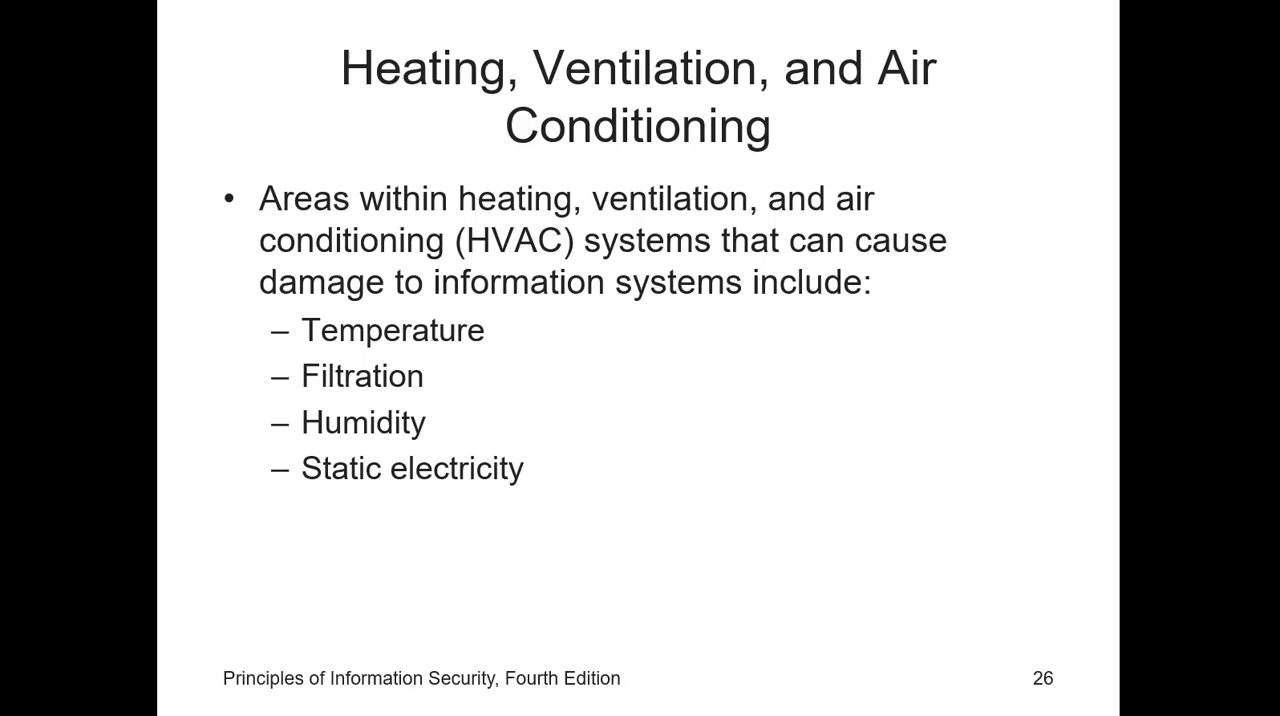 Heating, Ventilation, and Air
Conditioning
• Areas within heating, ventilation, and air
conditioning (HVAC) systems that can cause
damage to information systems include:
– Temperature
– Filtration
– Humidity
– Static electricity
Principles of Information Security, Fourth Edition
26